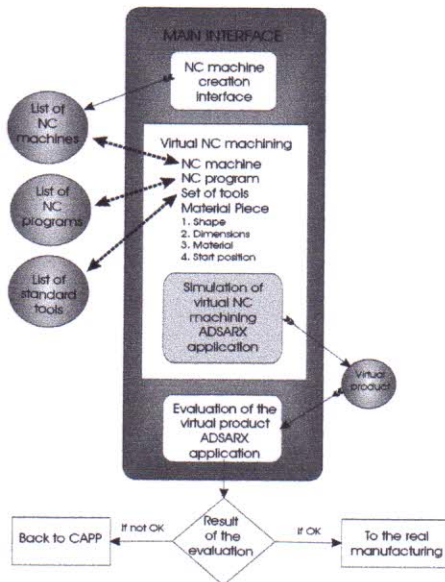 MAIN INTERFACE
NC machine
creation
interface
List of
NC
machines
Virtual NC machining
NC machine
NC program
Set of tools
Material Piece
1. Shape
2. Dimensions
3. Material
4. Start position
List of
NC
programs
List of
standard
tools
Simulation of
virtual NC
machining
ADSARX
application
Virtual
product
Evaluation of the
virtual product
ADSARX
application
Back to CAPP
If not OK
Result
of the
evaluation
If OK
To the real
manufacturing